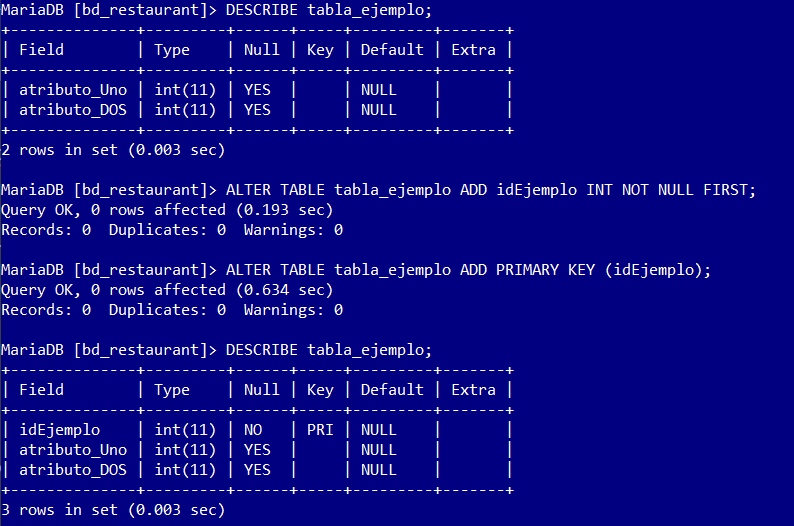 MariaDB [bd_restaurant]> DESCRIBE tabla_ejemplo;
+--------------+---------+------+-----+---------+-------+
| Field        | Type    | Null | Key | Default | Extra |
+--------------+---------+------+-----+---------+-------+
| atributo_Uno | int(11) | YES  |     | NULL    |       |
| atributo_DOS | int(11) | YES  |     | NULL    |       |
+--------------+---------+------+-----+---------+-------+
2 rows in set (0.003 sec)

MariaDB [bd_restaurant]> ALTER TABLE tabla_ejemplo ADD idEjemplo INT NOT NULL FIRST;
Query OK, 0 rows affected (0.193 sec)
Records: 0  Duplicates: 0  Warnings: 0

MariaDB [bd_restaurant]> ALTER TABLE tabla_ejemplo ADD PRIMARY KEY (idEjemplo);
Query OK, 0 rows affected (0.634 sec)
Records: 0  Duplicates: 0  Warnings: 0

MariaDB [bd_restaurant]> DESCRIBE tabla_ejemplo;
+--------------+---------+------+-----+---------+-------+
| Field        | Type    | Null | Key | Default | Extra |
+--------------+---------+------+-----+---------+-------+
| idEjemplo    | int(11) | NO   | PRI | NULL    |       |
| atributo_Uno | int(11) | YES  |     | NULL    |       |
| atributo_DOS | int(11) | YES  |     | NULL    |       |
+--------------+---------+------+-----+---------+-------+
3 rows in set (0.003 sec)